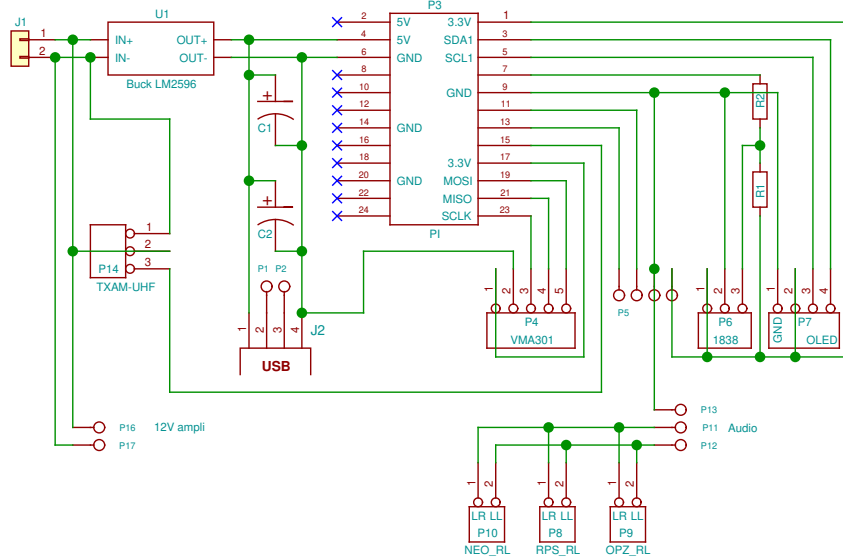 J1
1
2
U1
IN+ OUT+
IN- OUT-
Buck LM2596
P3
2 5V 3.3V 1
4 5V SDA1 3
6 GND SCL1 5
8 7
10 GND 9
12 11
14 GND 13
16 15
18 3.3V 17
20 GND MOSI 19
22 MISO 21
24 SCLK 23
PI
C1
C2
R2
R1
1
2
3
P14
TXAM-UHF
P1 P2
1 2 3 4
J2
USB
1 2 3 4 5
P4
VMA301
P5
1 2 3
P6
1838
1 2 3 4
GND P7
OLED
P16 12V ampli
P17
P13
P11 Audio
P12
1 2
LR LL
P10
NEO_RL
1 2
LR LL
P8
RPS_RL
1 2
LR LL
P9
OPZ_RL